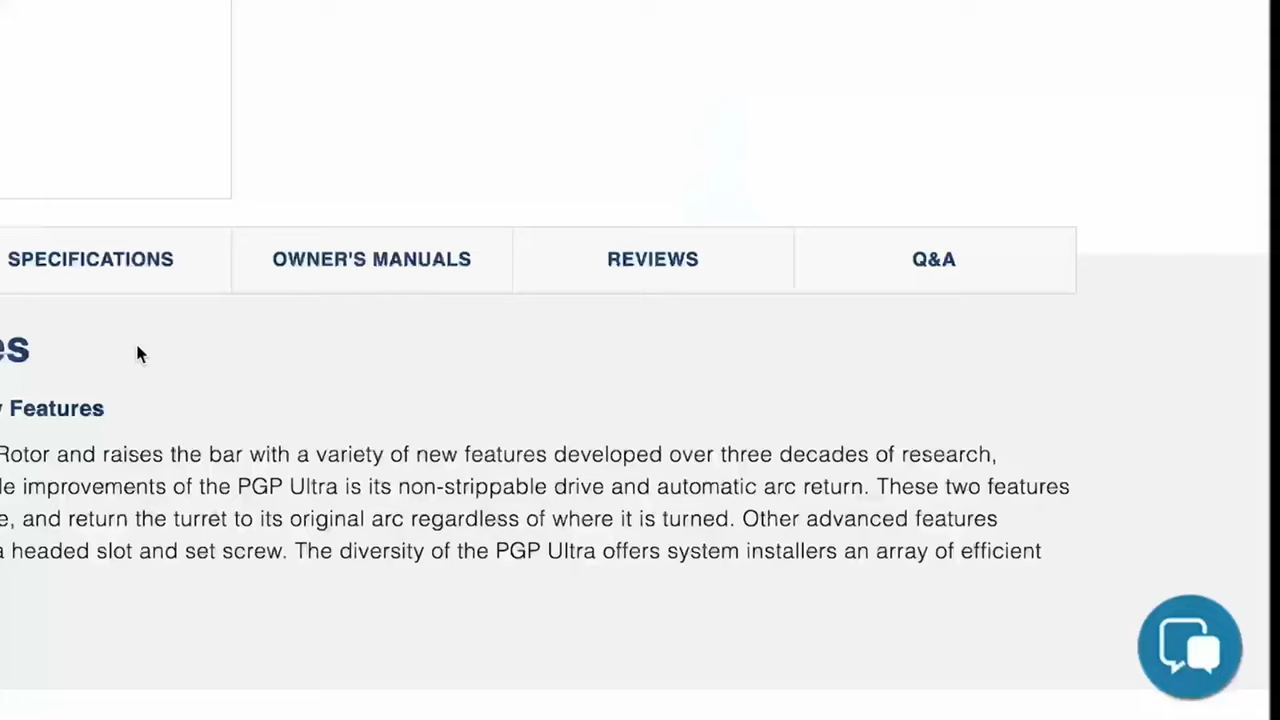 SPECIFICATIONS OWNER'S MANUALS REVIEWS Q&A
es
Features
Rotor and raises the bar with a variety of new features developed over three decades of research,
improvements of the PGP Ultra is its non-strippable drive and automatic arc return. These two features
and return the turret to its original arc regardless of where it is turned. Other advanced features
a headed slot and set screw. The diversity of the PGP Ultra offers system installers an array of efficient